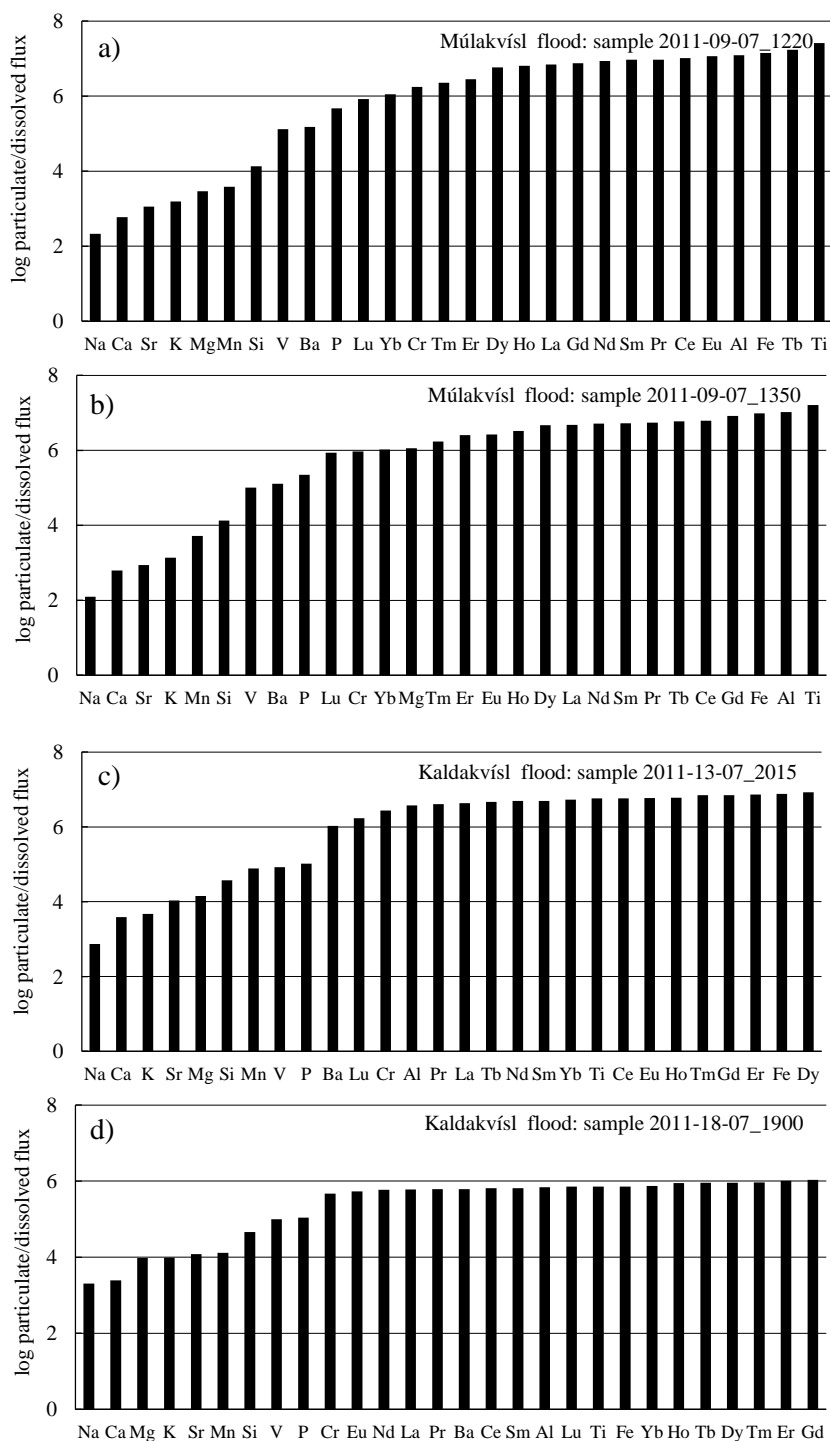 8
a)
Múlakvísl flood: sample 2011-09-07_1220
6
4
2
0
log particulate/dissolved flux
Na Ca Sr K Mg Mn Si V Ba P Lu Yb Cr Tm Er Dy Ho La Gd Nd Sm Pr Ce Eu Al Fe Tb Ti
8
b)
Múlakvísl flood: sample 2011-09-07_1350
6
4
2
0
log particulate/dissolved flux
Na Ca Sr K Mn Si V Ba P Lu Cr Yb Mg Tm Er Eu Ho Dy La Nd Sm Pr Tb Ce Gd Fe Al Ti
8
c)
Kaldakvísl flood: sample 2011-13-07_2015
6
4
2
0
log particulate/dissolved flux
Na Ca K Sr Mg Si Mn V P Ba Lu Cr Al Pr La Tb Nd Sm Yb Ti Ce Eu Ho Tm Gd Er Fe Dy
8
d)
Kaldakvísl flood: sample 2011-18-07_1900
6
4
2
0
log particulate/dissolved flux
Na Ca Mg K Sr Mn Si V P Cr Eu Nd La Pr Ba Ce Sm Al Lu Ti Fe Yb Ho Tb Dy Tm Er Gd